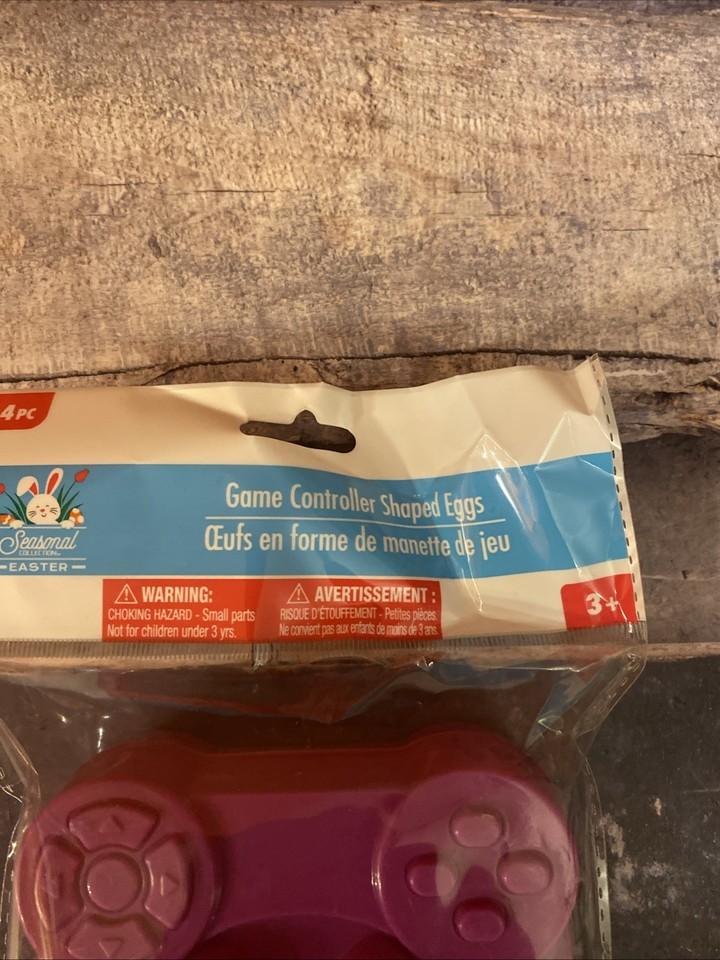 4PC
Seasonal
COLLECTION™
EASTER
Game Controller Shaped Eggs
Œufs en forme de manette de jeu
WARNING:
CHOKING HAZARD - Small parts
Not for children under 3 yrs.
AVERTISSEMENT :
RISQUE D'ÉTOUFFEMENT - Petites pièces.
Ne convient pas aux enfants de moins de 3 ans.
3+